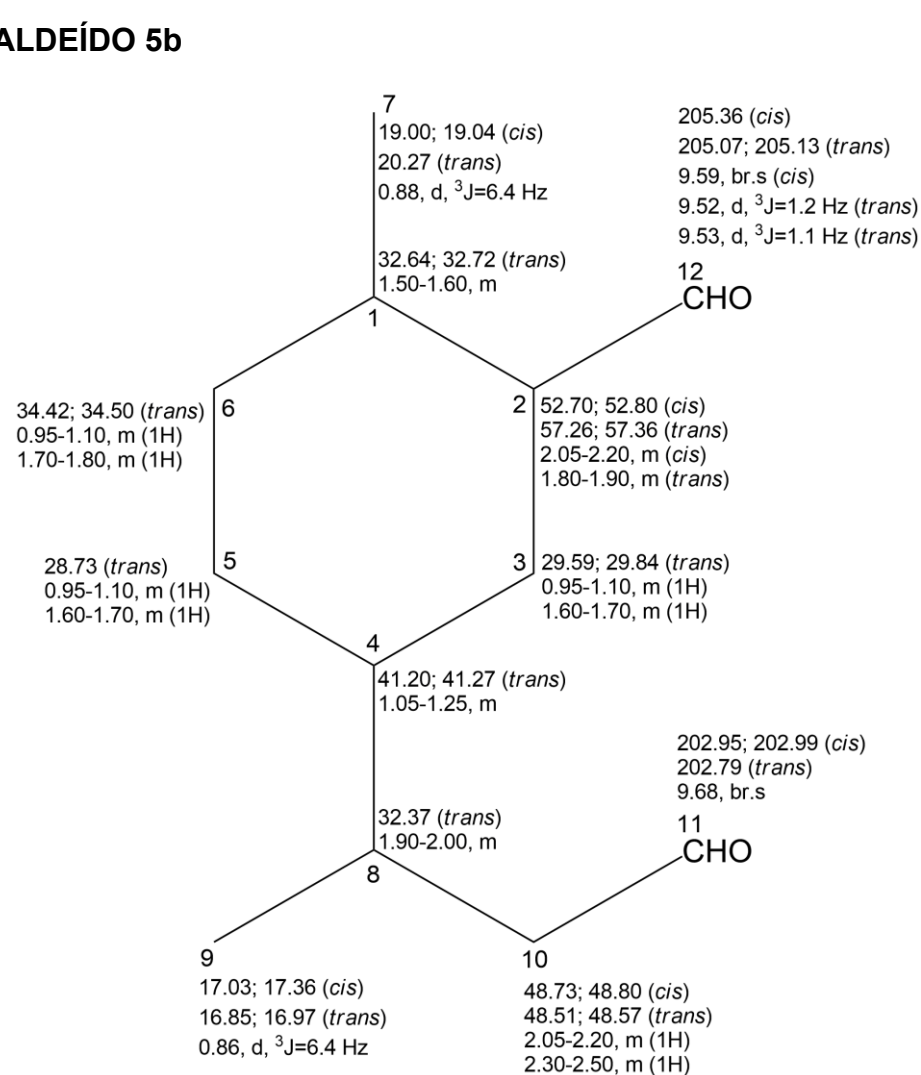 ALDEÍDO 5b
7
19.00; 19.04 (cis)
20.27 (trans)
0.88, d, ³J=6.4 Hz
205.36 (cis)
205.07; 205.13 (trans)
9.59, br.s (cis)
9.52, d, ³J=1.2 Hz (trans)
9.53, d, ³J=1.1 Hz (trans)
12
CHO
32.64; 32.72 (trans)
1.50-1.60, m
1
6
34.42; 34.50 (trans)
0.95-1.10, m (1H)
1.70-1.80, m (1H)
2
52.70; 52.80 (cis)
57.26; 57.36 (trans)
2.05-2.20, m (cis)
1.80-1.90, m (trans)
5
28.73 (trans)
0.95-1.10, m (1H)
1.60-1.70, m (1H)
3
29.59; 29.84 (trans)
0.95-1.10, m (1H)
1.60-1.70, m (1H)
4
41.20; 41.27 (trans)
1.05-1.25, m
202.95; 202.99 (cis)
202.79 (trans)
9.68, br.s
11
CHO
32.37 (trans)
1.90-2.00, m
8
9
17.03; 17.36 (cis)
16.85; 16.97 (trans)
0.86, d, ³J=6.4 Hz
10
48.73; 48.80 (cis)
48.51; 48.57 (trans)
2.05-2.20, m (1H)
2.30-2.50, m (1H)